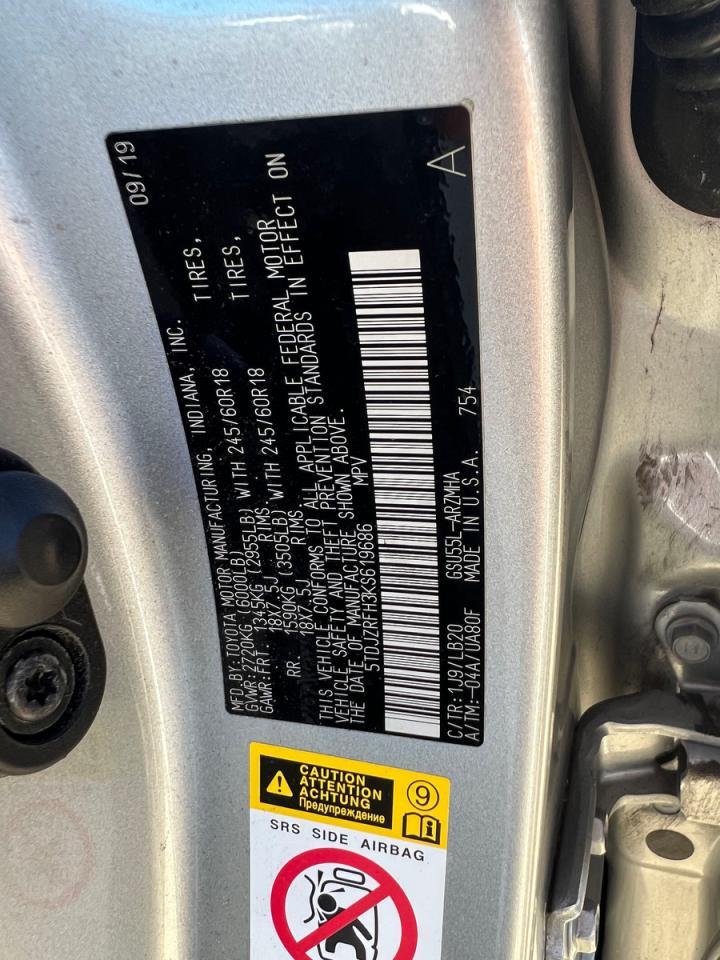 MFD.BY:TOYOTA MOTOR MANUFACTURING, INDIANA, INC. 09/19
GVWR:2720KG (6000LB)
GAWR:FRT. 1345KG (2955LB) WITH 245/60R18 TIRES,
18X7.5J RIMS
RR. 1590KG (3505LB) WITH 245/60R18 TIRES,
18X7.5J RIMS
THIS VEHICLE CONFORMS TO ALL APPLICABLE FEDERAL MOTOR
VEHICLE SAFETY AND THEFT PREVENTION STANDARDS IN EFFECT ON
THE DATE OF MANUFACTURE SHOWN ABOVE.
5TDJZRFH3KS619686 MPV
C/TR:1J9/LB20 GSU55L-ARZMHA A
A/TM:-04A/UA80F MADE IN U.S.A. 754
CAUTION
ATTENTION
ACHTUNG
Предупреждение
9
i
SRS SIDE AIRBAG